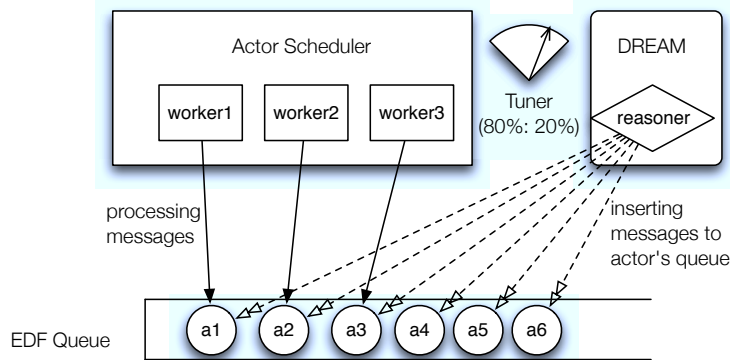 Actor Scheduler
DREAM
worker1
worker2
worker3
Tuner
(80%: 20%)
reasoner
processing
messages
inserting
messages to
actor's queue
EDF Queue
a1
a2
a3
a4
a5
a6